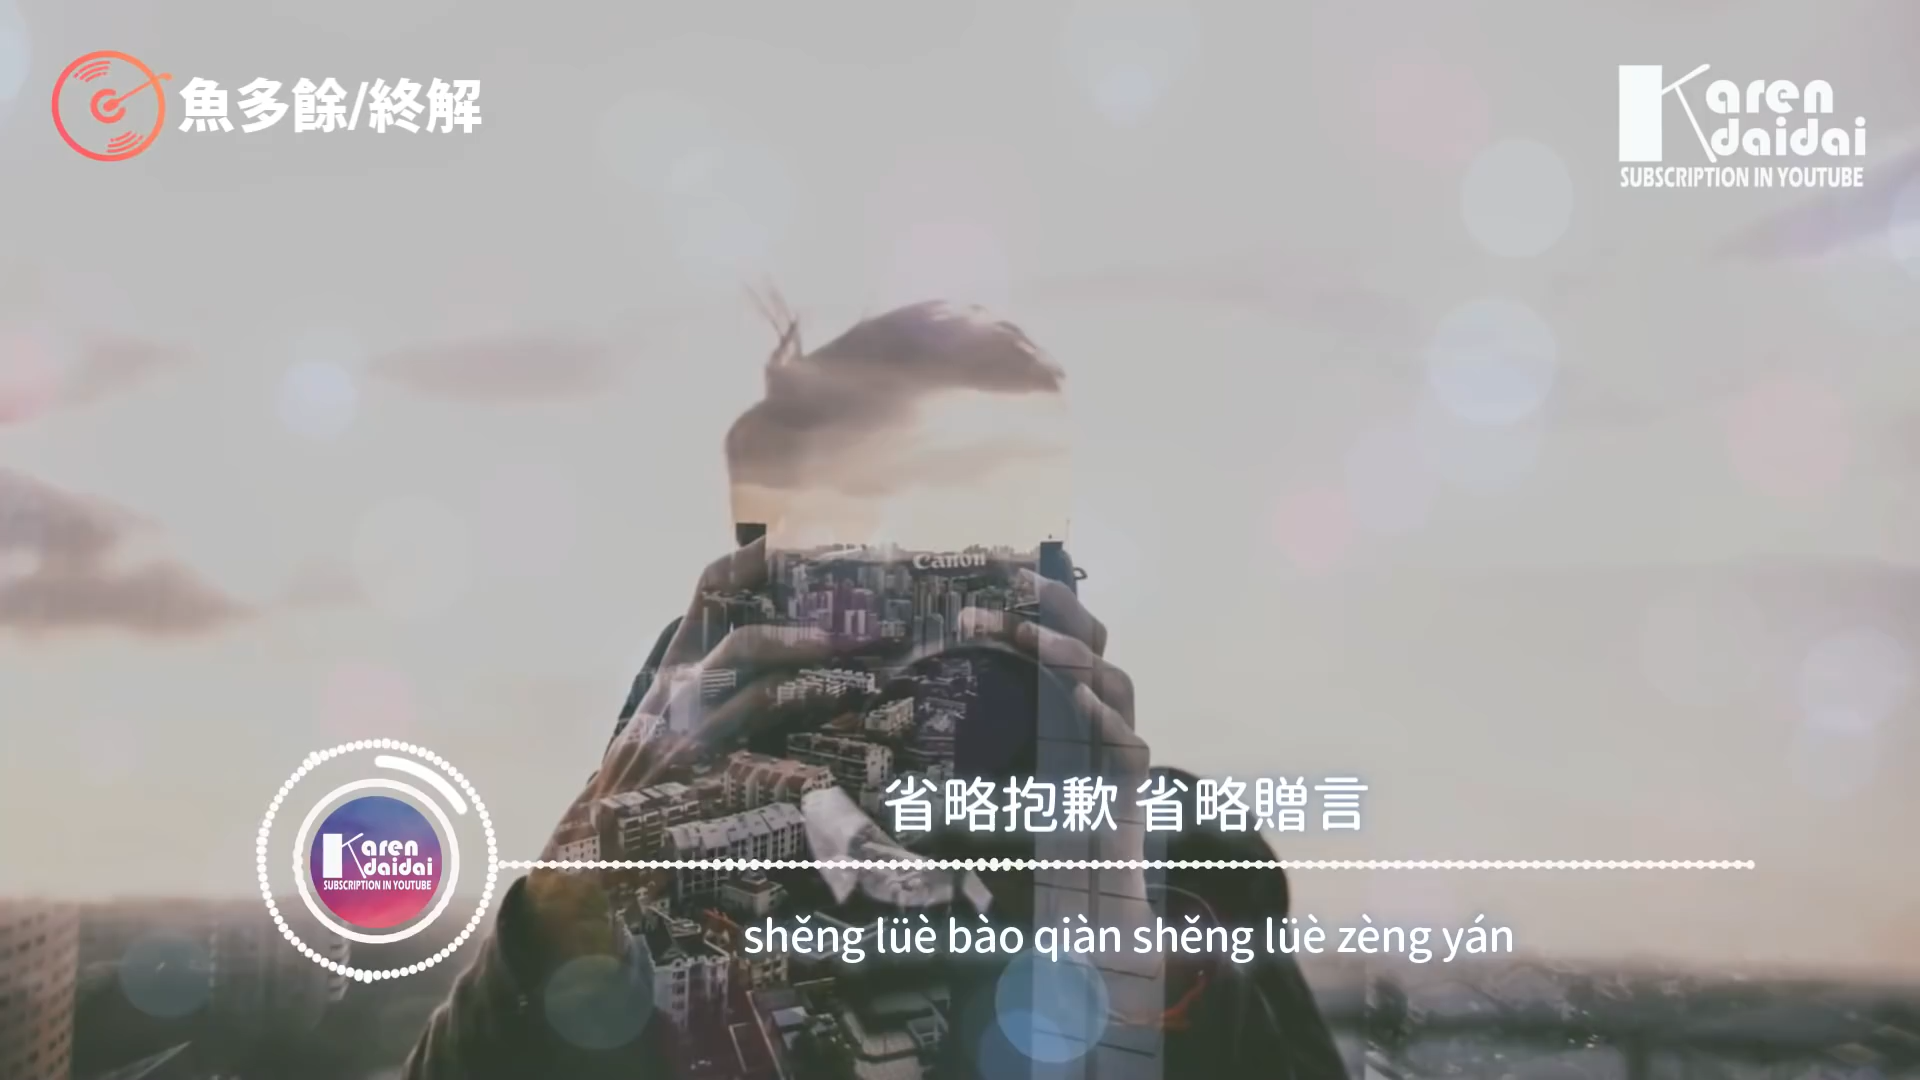 魚多餘/終解
Karen
daidai
SUBSCRIPTION IN YOUTUBE
Canon
省略抱歉 省略贈言
Karen
daidai
SUBSCRIPTION IN YOUTUBE
shěng lüè bào qiàn shěng lüè zèng yán